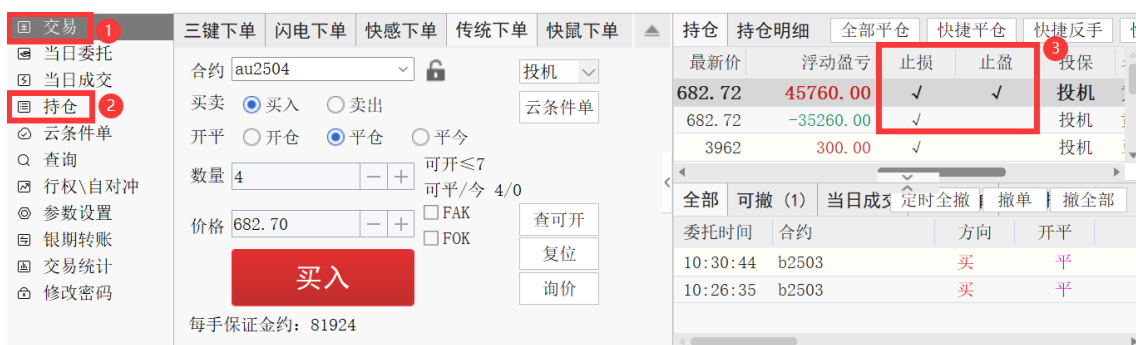 交易 1
当日委托
当日成交
持仓 2
云条件单
查询
行权\自对冲
参数设置
银期转账
交易统计
修改密码
三键下单 闪电下单 快感下单 传统下单 快鼠下单
合约 au2504 投机
买卖 买入 卖出 云条件单
开平 开仓 平仓 平今
数量 4 - + 可开≤7
可平/今 4/0
价格 682.70 - + FAK 查可开
FOK 复位
买入 询价
每手保证金约: 81924
持仓 持仓明细 全部平仓 快捷平仓 快捷反手
3
最新价 浮动盈亏 止损 止盈 投保
682.72 45760.00 √ √ 投机
682.72 -35260.00 √ 投机
3962 300.00 √ 投机
全部 可撤 (1) 当日成交 定时全撤 撤单 撤全部
委托时间 合约 方向 开平
10:30:44 b2503 买 平
10:26:35 b2503 买 平